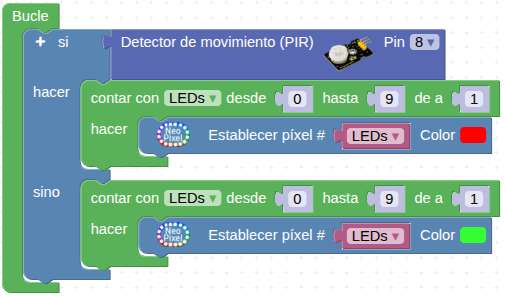 Bucle
+ si Detector de movimiento (PIR) Pin 8
hacer contar con LEDs desde 0 hasta 9 de a 1
hacer Neo Pixel Establecer píxel # LEDs Color
sino contar con LEDs desde 0 hasta 9 de a 1
hacer Neo Pixel Establecer píxel # LEDs Color